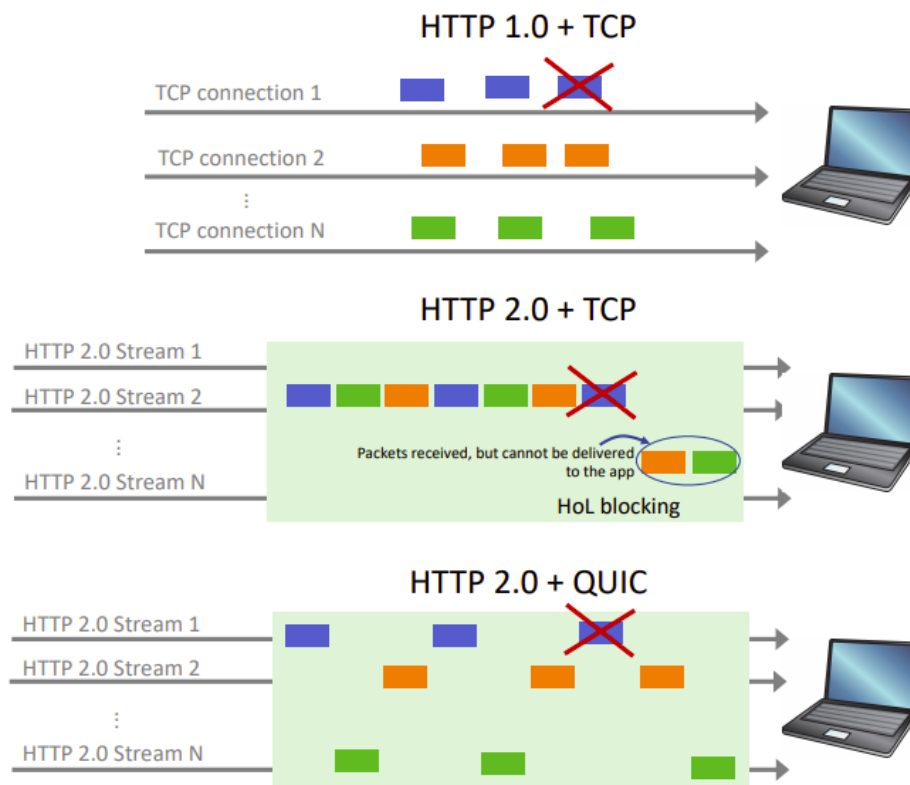 HTTP 1.0 + TCP
TCP connection 1
TCP connection 2
⋮
TCP connection N
HTTP 2.0 + TCP
HTTP 2.0 Stream 1
HTTP 2.0 Stream 2
⋮
Packets received, but cannot be delivered
to the app
HTTP 2.0 Stream N
HoL blocking
HTTP 2.0 + QUIC
HTTP 2.0 Stream 1
HTTP 2.0 Stream 2
⋮
HTTP 2.0 Stream N